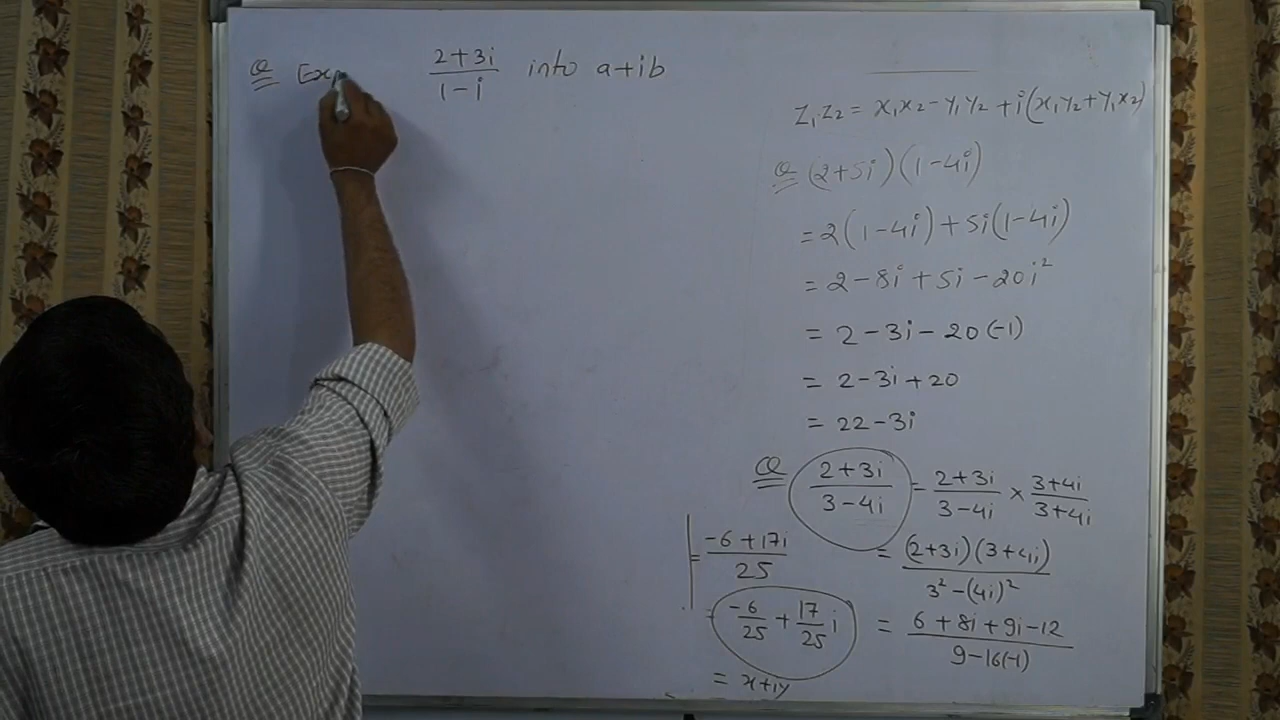 Q Exp 2+3i / 1-i into a+ib
Z₁.Z₂ = x₁x₂ - y₁y₂ + i(x₁y₂ + y₁x₂)
Q (2+5i)(1-4i)
= 2(1-4i) + 5i(1-4i)
= 2 - 8i + 5i - 20i²
= 2 - 3i - 20(-1)
= 2 - 3i + 20
= 22 - 3i
Q 2+3i / 3-4i = 2+3i / 3-4i × 3+4i / 3+4i
= (2+3i)(3+4i) / 3² - (4i)²
= 6 + 8i + 9i - 12 / 9 - 16(-1)
= -6 + 17i / 25
= -6/25 + 17/25 i
= x+iy